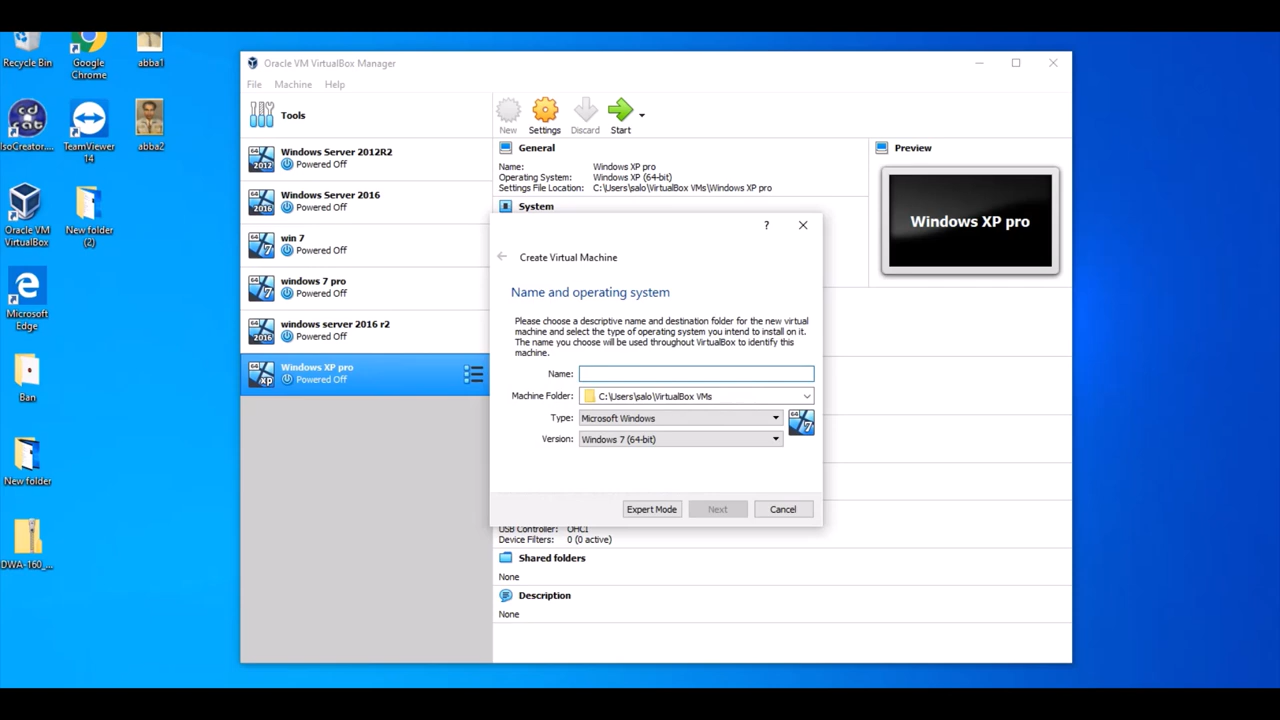 Recycle Bin
Google
Chrome
abba1
IsoCreator....
TeamViewer
14
abba2
Oracle VM
VirtualBox
New folder
(2)
Microsoft
Edge
Ban
New folder
DWA-160_...
Oracle VM VirtualBox Manager
File Machine Help
Tools
New Settings Discard Start
Windows Server 2012R2
Powered Off
Windows Server 2016
Powered Off
win 7
Powered Off
windows 7 pro
Powered Off
windows server 2016 r2
Powered Off
Windows XP pro
Powered Off
General
Name: Windows XP pro
Operating System: Windows XP (64-bit)
Settings File Location: C:\Users\salo\VirtualBox VMs\Windows XP pro
System
Preview
Windows XP pro
Create Virtual Machine
Name and operating system
Please choose a descriptive name and destination folder for the new virtual
machine and select the type of operating system you intend to install on it.
The name you choose will be used throughout VirtualBox to identify this
machine.
Name:
Machine Folder: C:\Users\salo\VirtualBox VMs
Type: Microsoft Windows
Version: Windows 7 (64-bit)
Expert Mode Next Cancel
USB Controller: OHCI
Device Filters: 0 (0 active)
Shared folders
None
Description
None